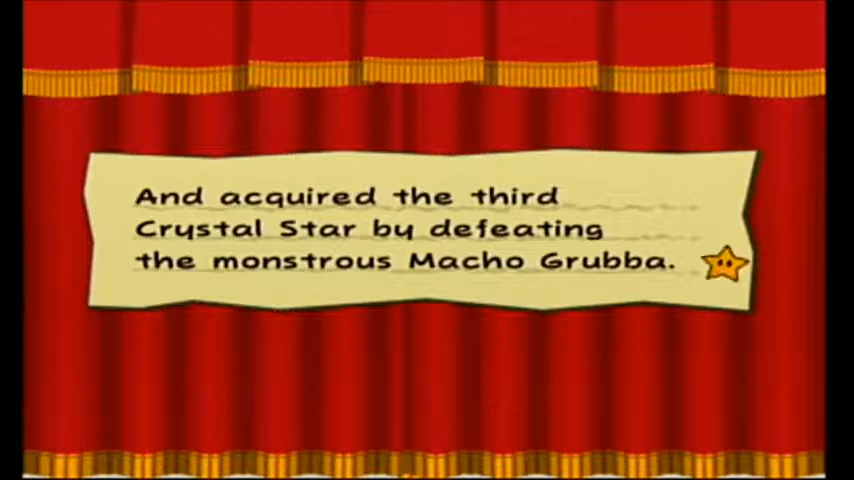 And acquired the third
Crystal Star by defeating
the monstrous Macho Grubba.